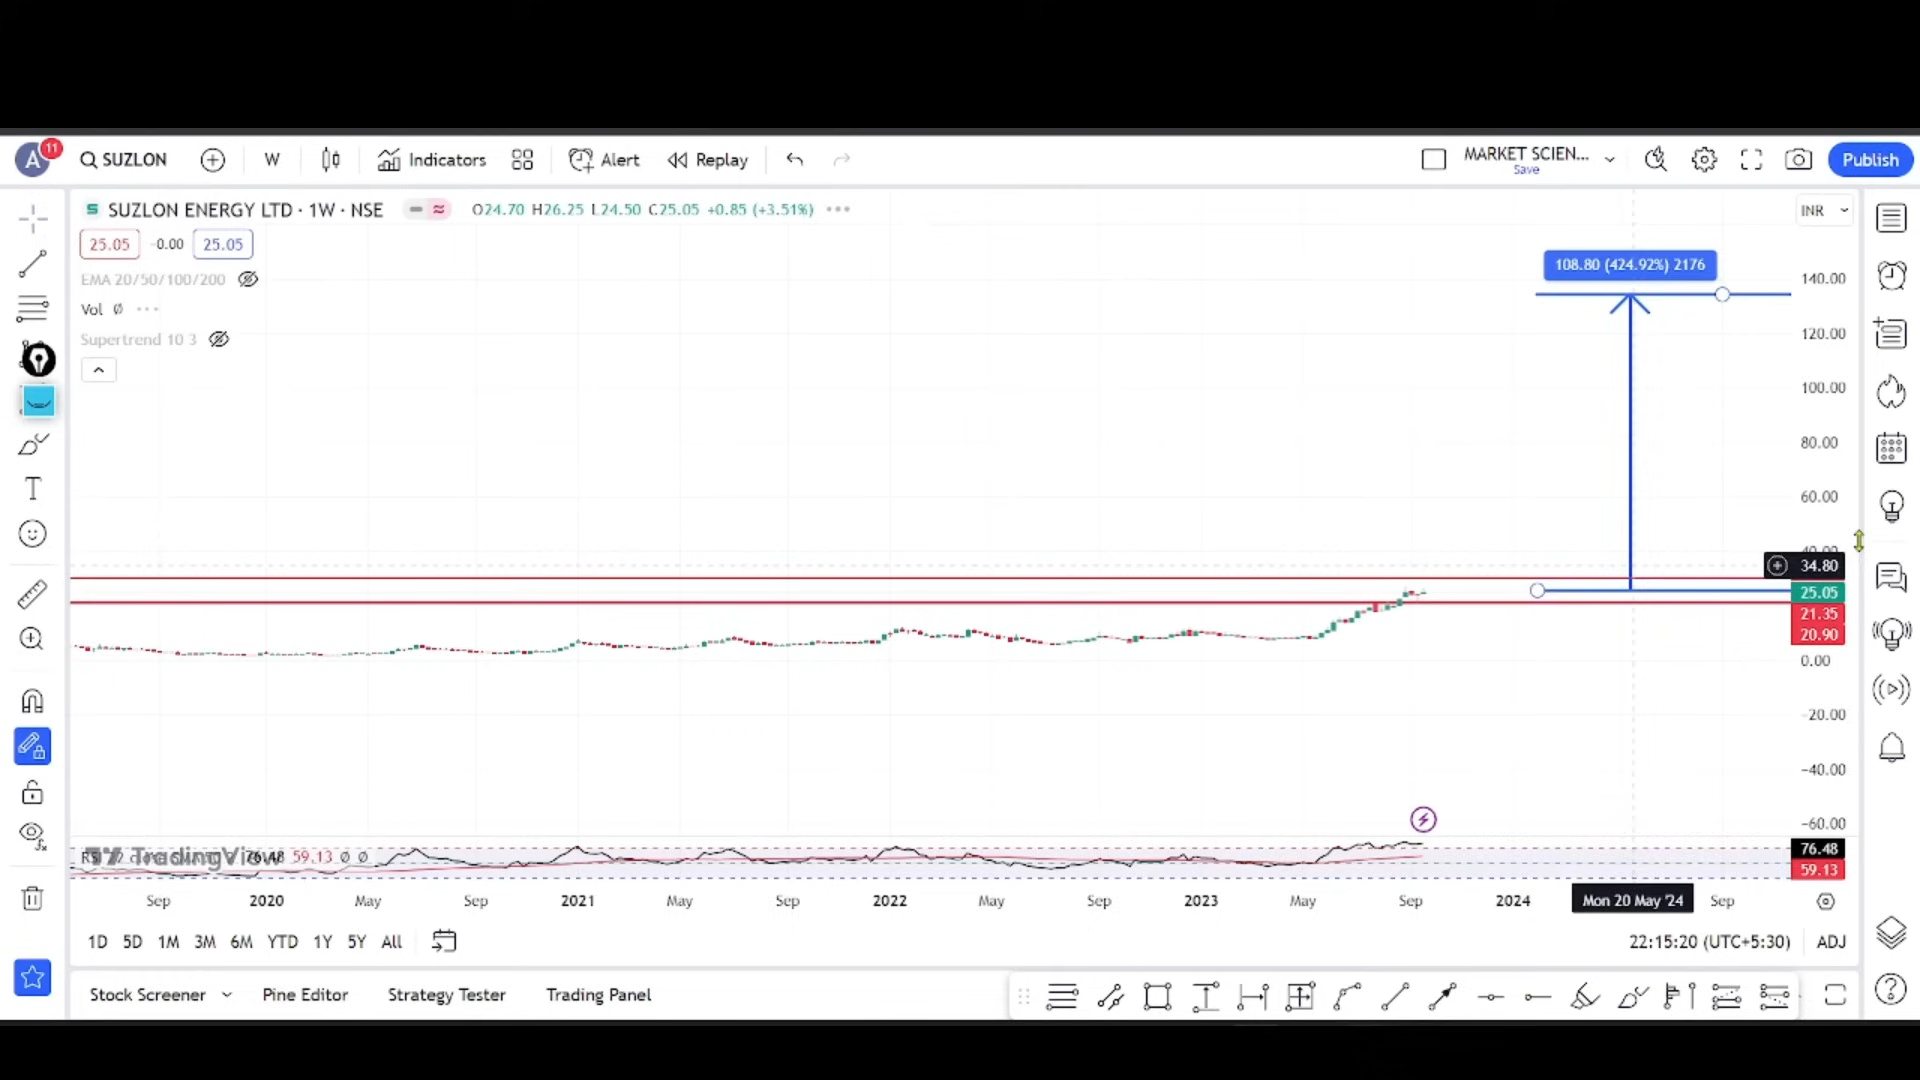 A 11 SUZLON W Indicators Alert Replay MARKET SCIEN... Save Publish
S SUZLON ENERGY LTD · 1W · NSE O24.70 H26.25 L24.50 C25.05 +0.85 (+3.51%) INR
25.05 -0.00 25.05
EMA 20/50/100/200
Vol
Supertrend 10 3
108.80 (424.92%) 2176
140.00
120.00
100.00
80.00
60.00
40.00
34.80
25.05
21.35
20.90
0.00
−20.00
−40.00
−60.00
TradingView 76.48 59.13
76.48
59.13
Sep 2020 May Sep 2021 May Sep 2022 May Sep 2023 May Sep 2024 Mon 20 May '24 Sep
1D 5D 1M 3M 6M YTD 1Y 5Y All 22:15:20 (UTC+5:30) ADJ
Stock Screener Pine Editor Strategy Tester Trading Panel